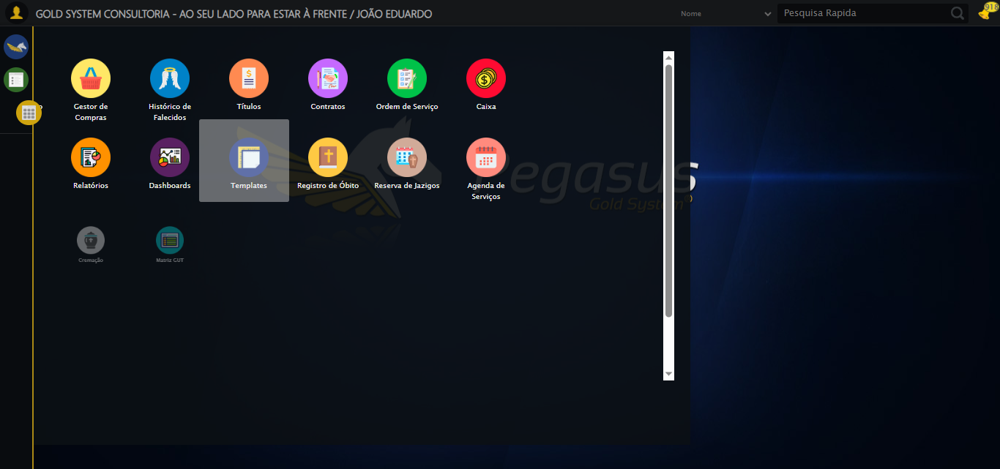 GOLD SYSTEM CONSULTORIA - AO SEU LADO PARA ESTAR À FRENTE / JOÃO EDUARDO
Nome
Pesquisa Rapida
918
Gestor de
Compras
Histórico de
Falecidos
Títulos
Contratos
Ordem de Serviço
Caixa
Relatórios
Dashboards
Templates
Registro de Óbito
Reserva de Jazigos
Agenda de
Serviços
Pegasus
Gold System®
Cremação
Matriz GUT